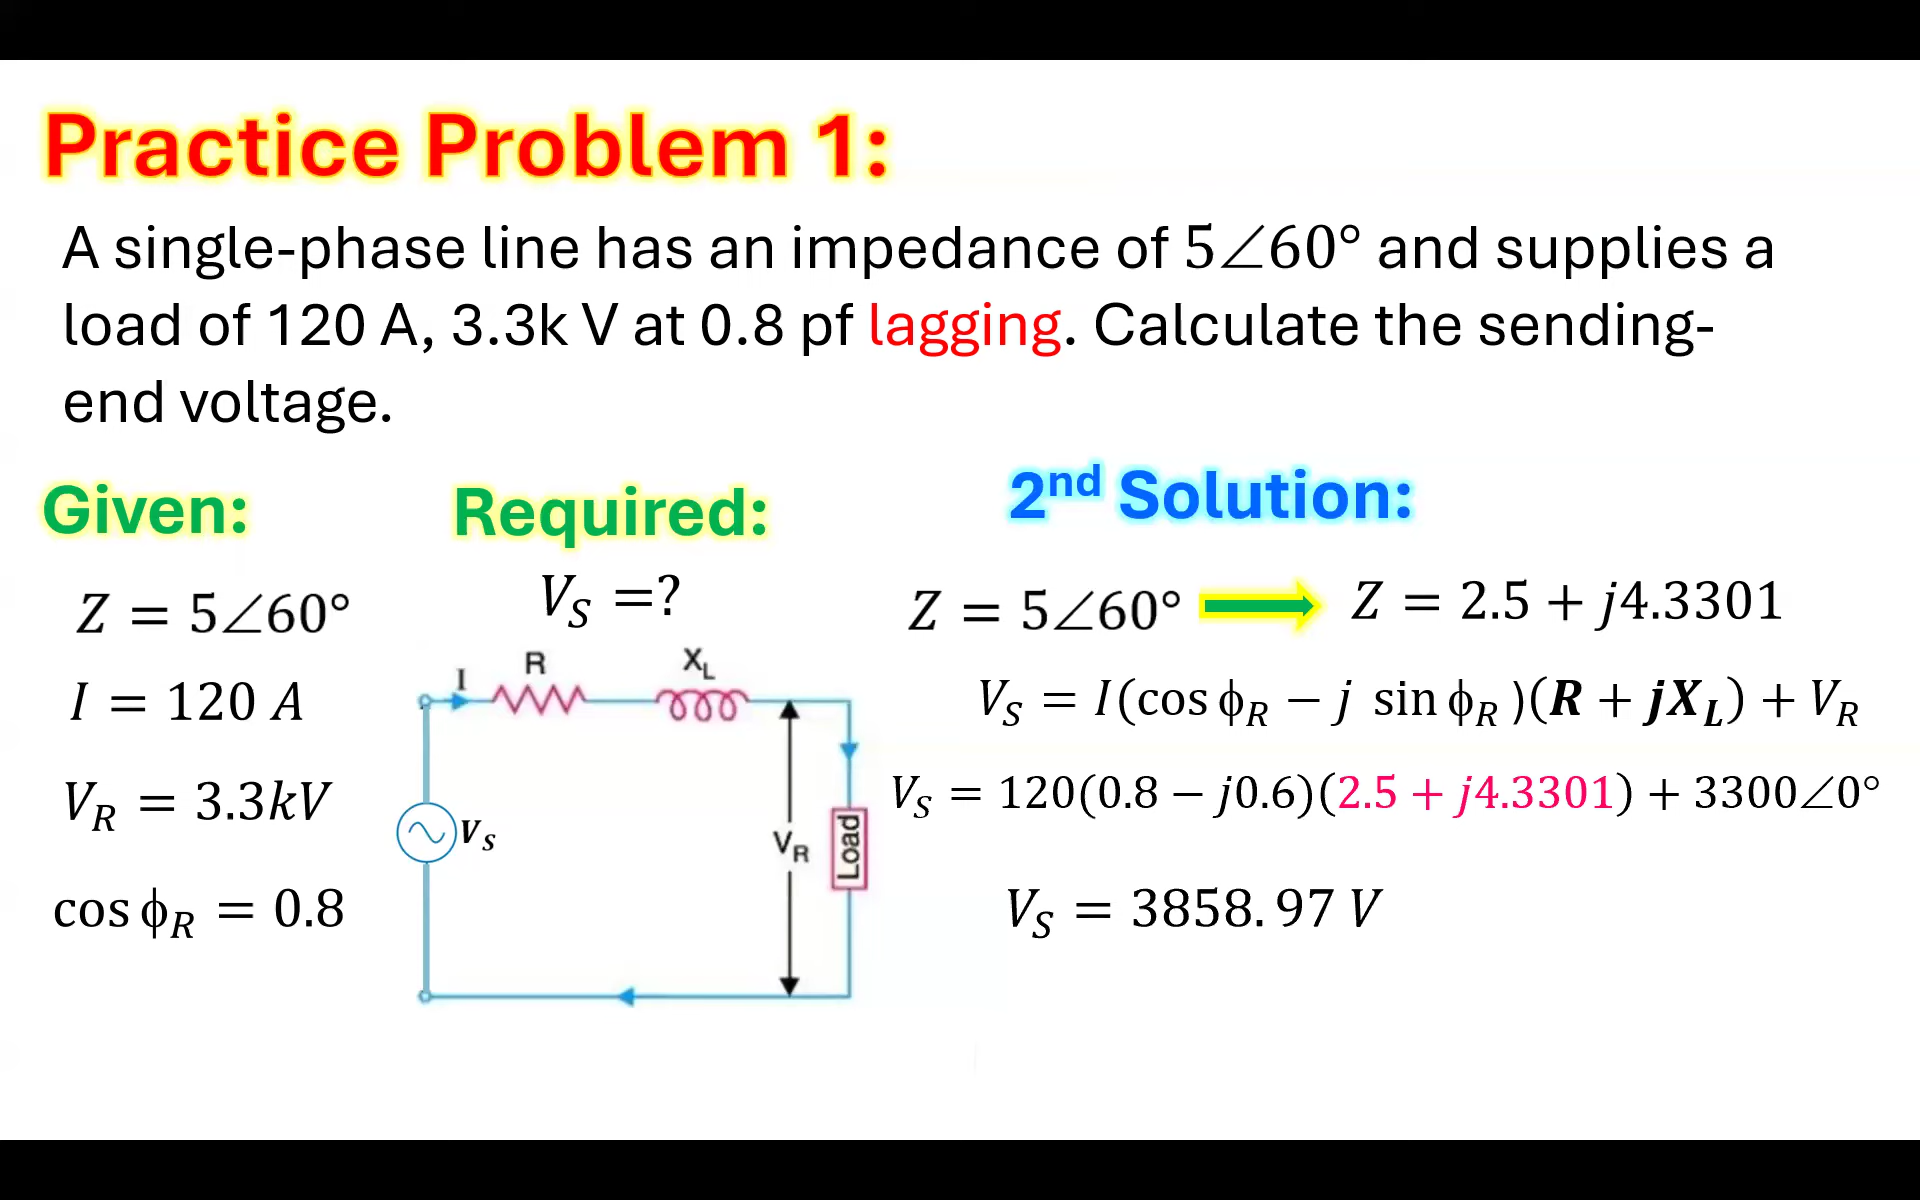 Practice Problem 1:
A single-phase line has an impedance of 5∠60° and supplies a
load of 120 A, 3.3k V at 0.8 pf lagging. Calculate the sending-
end voltage.
Given:
Z = 5∠60°
I = 120 A
V_R = 3.3kV
cos ϕ_R = 0.8
Required:
V_S =?
I
R
X_L
V_S
V_R
Load
2nd Solution:
Z = 5∠60° Z = 2.5 + j4.3301
V_S = I(cos ϕ_R − j sin ϕ_R )(R + jX_L) + V_R
V_S = 120(0.8 − j0.6)(2.5 + j4.3301) + 3300∠0°
V_S = 3858.97 V